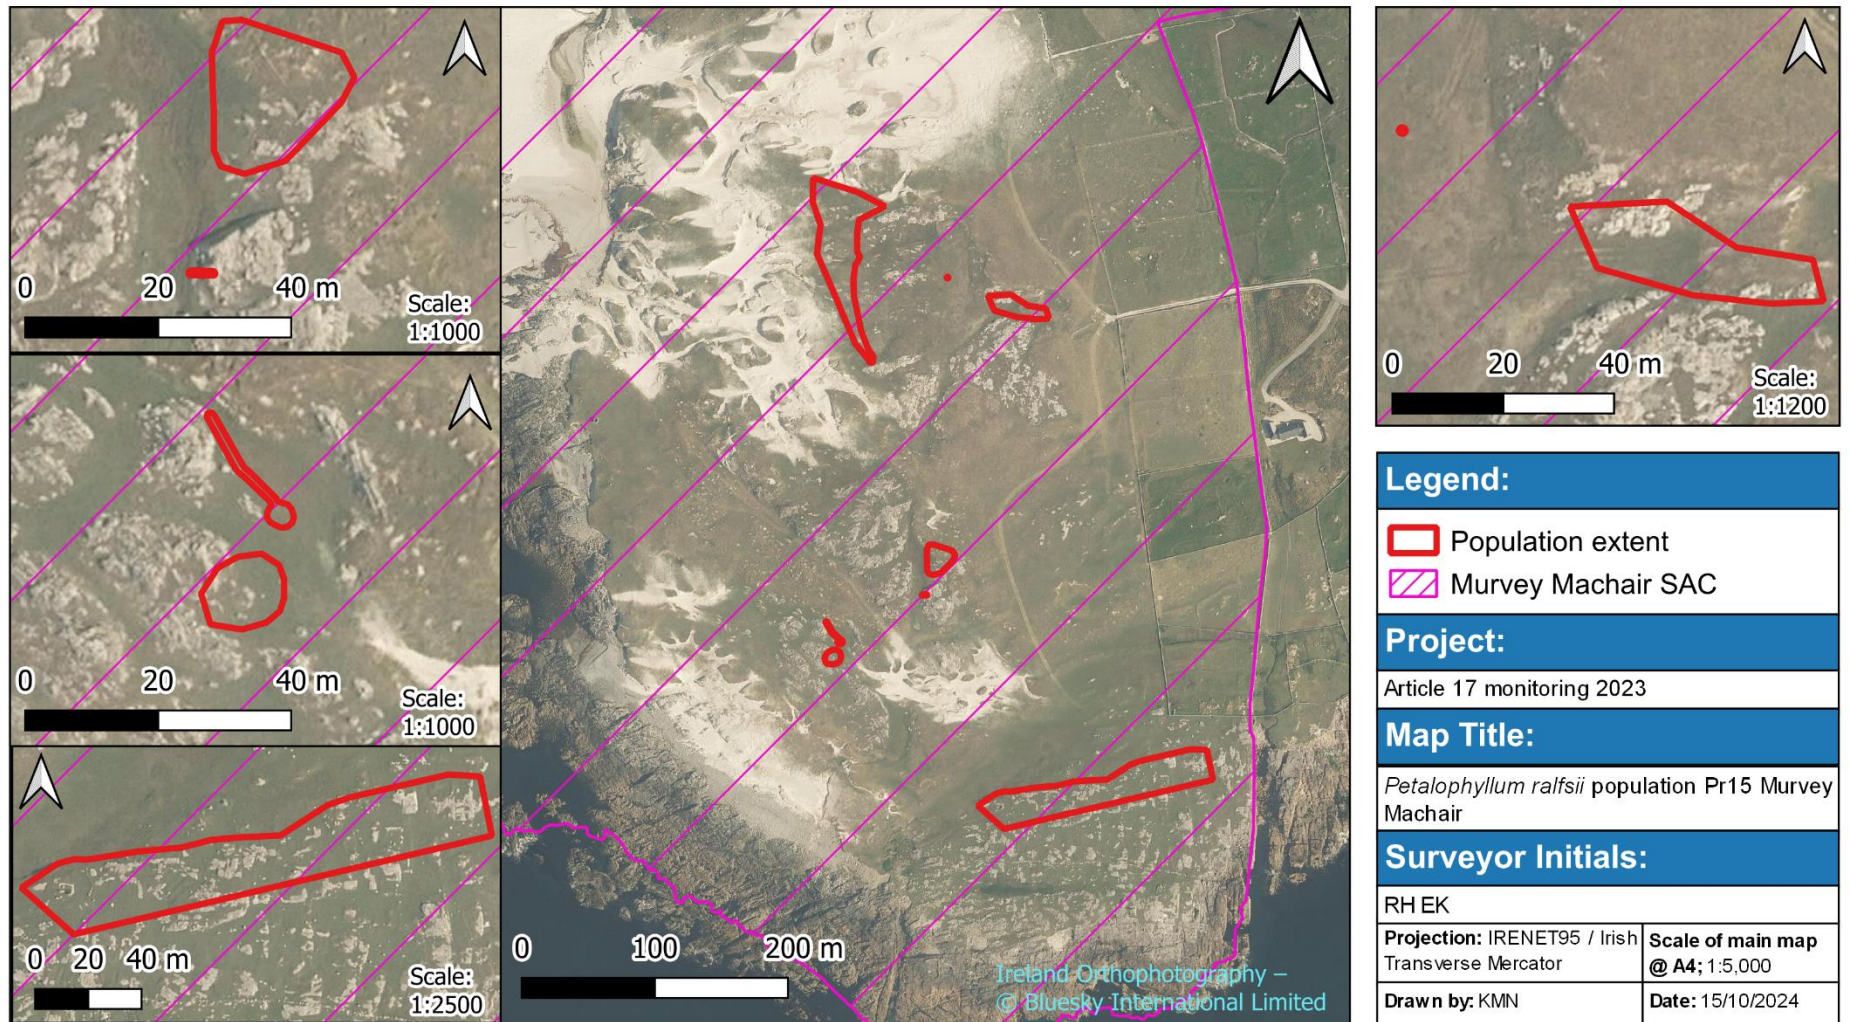 0 20 40 m
Scale:
1:1000
0 20 40 m
Scale:
1:1000
0 20 40 m
Scale:
1:2500
0 100 200 m
Ireland Orthophotography –
© Bluesky International Limited
0 20 40 m
Scale:
1:1200
Legend:
Population extent
Murvey Machair SAC
Project:
Article 17 monitoring 2023
Map Title:
Petalophyllum ralfsii population Pr15 Murvey
Machair
Surveyor Initials:
RH EK
Projection: IRENET95 / Irish
Transverse Mercator
Scale of main map
@ A4; 1:5,000
Drawn by: KMN
Date: 15/10/2024